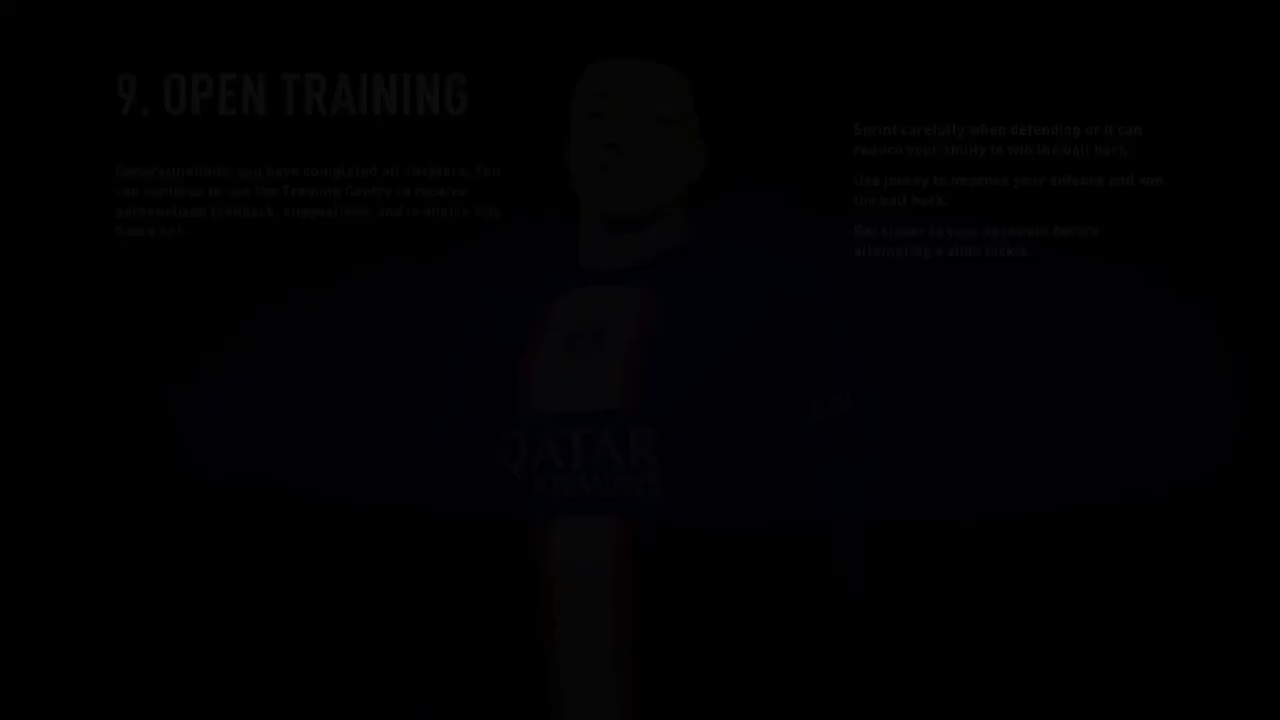 9. OPEN TRAINING
Congratulations, you have completed all chapters. You
can continue to use the Training Centre to receive
personalised feedback, suggestions, and
Sprint carefully when defending or it can
reduce your ability to win the ball back.
Use jockey to improve your defence and win
the ball back.
Get closer to your opponent before
attempting a slide tackle.
QATAR
AIRWAYS